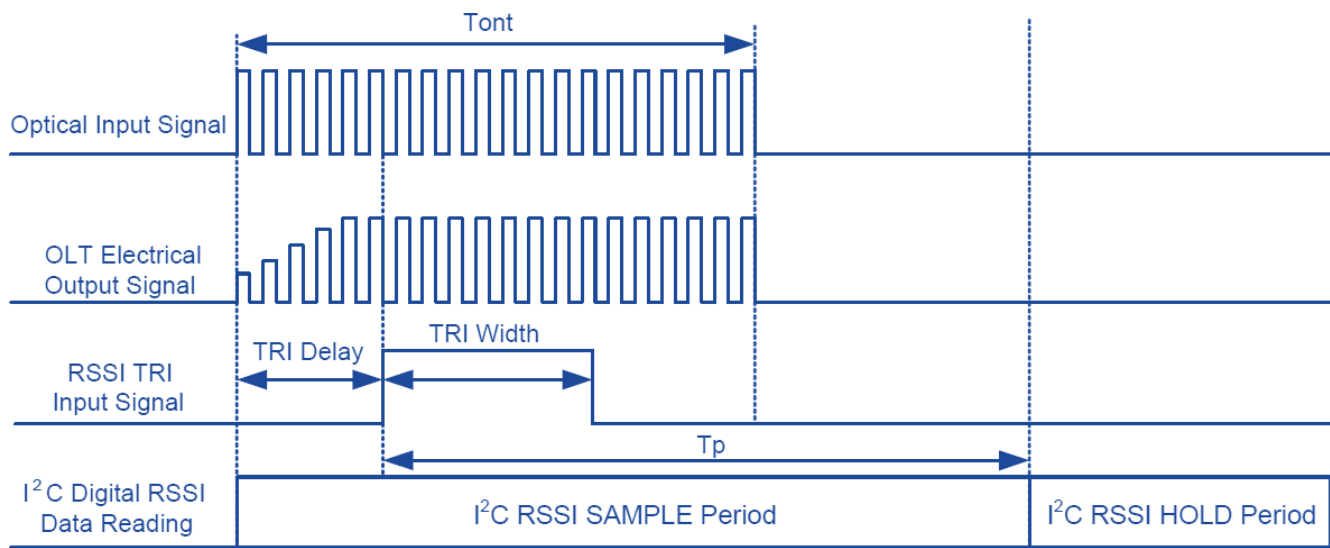 Tont
Optical Input Signal
OLT Electrical
Output Signal
TRI Delay
TRI Width
RSSI TRI
Input Signal
Tp
I²C Digital RSSI
Data Reading
I²C RSSI SAMPLE Period
I²C RSSI HOLD Period